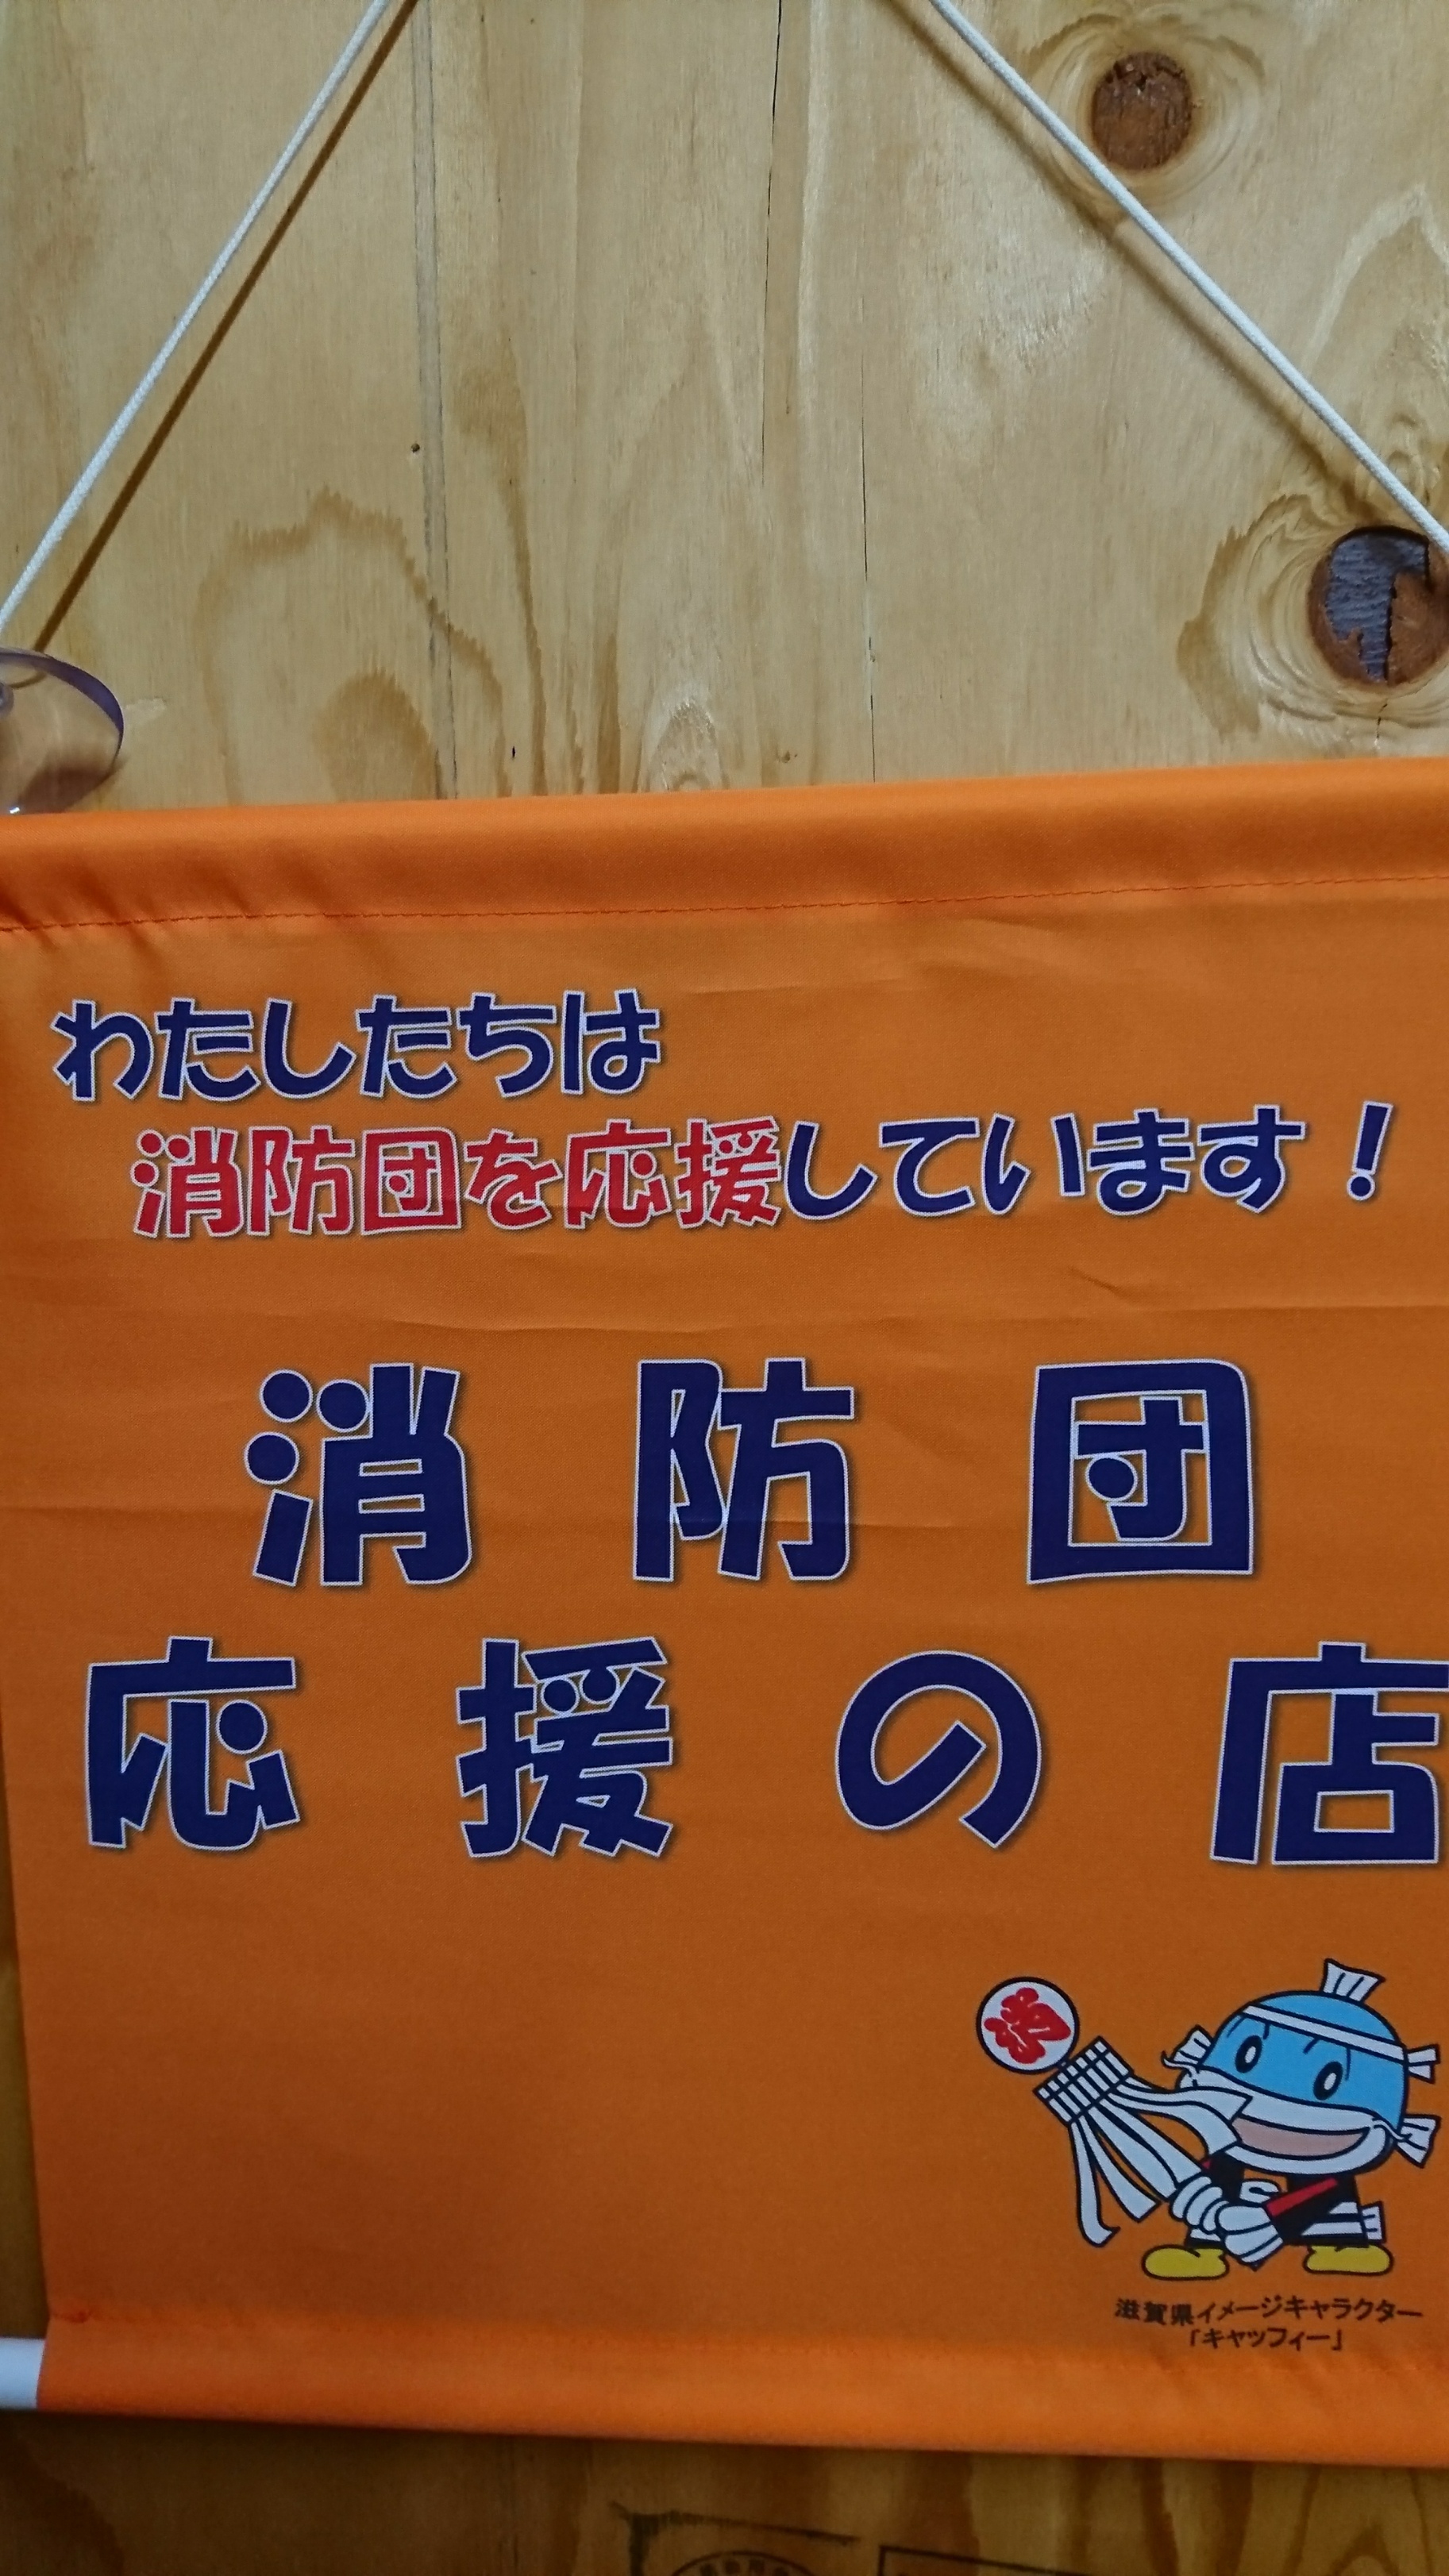 わたしたちは
消防団を応援しています！
消防団
応援の店
消
滋賀県イメージキャラクター
「キャッフィー」